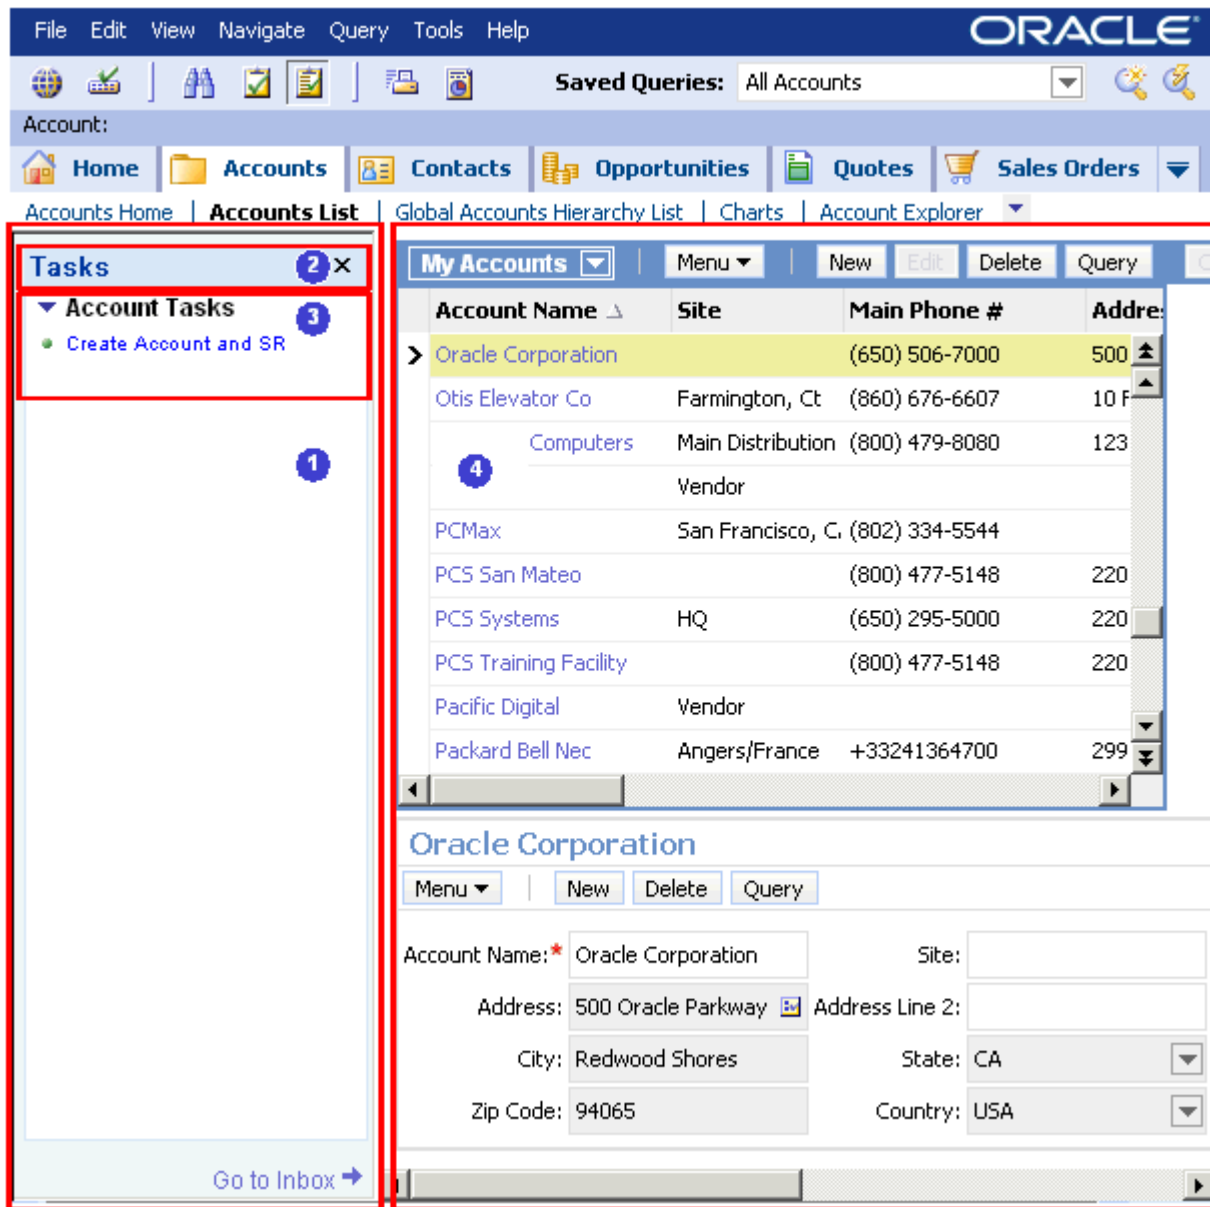 File Edit View Navigate Query Tools Help ORACLE
Saved Queries: All Accounts
Account:
Home Accounts Contacts Opportunities Quotes Sales Orders
Accounts Home | Accounts List | Global Accounts Hierarchy List | Charts | Account Explorer
Tasks 2
Account Tasks 3
Create Account and SR
1
Go to Inbox
My Accounts Menu New Edit Delete Query
Account Name Site Main Phone #
Oracle Corporation (650) 506-7000 500
Otis Elevator Co Farmington, Ct (860) 676-6607 10
Computers Main Distribution (800) 479-8080 123
4 Vendor
PCMax San Francisco, (802) 334-5544
PCS San Mateo (800) 477-5148 220
PCS Systems HQ (650) 295-5000 220
PCS Training Facility (800) 477-5148 220
Pacific Digital Vendor
Packard Bell Nec Angers/France +33241364700 299
Oracle Corporation
Menu New Delete Query
Account Name:* Oracle Corporation Site:
Address: 500 Oracle Parkway Address Line 2:
City: Redwood Shores State: CA
Zip Code: 94065 Country: USA